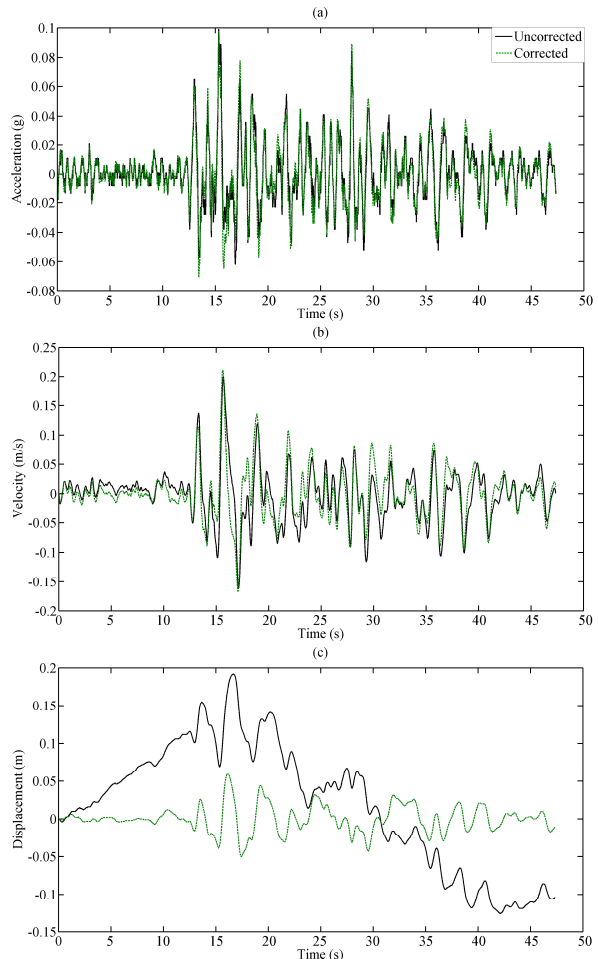 (a)
0.1
0.08
0.06
0.04
0.02
0
-0.02
-0.04
-0.06
-0.08
Acceleration (g)
Uncorrected
Corrected
0 5 10 15 20 25 30 35 40 45 50
Time (s)
(b)
0.25
0.2
0.15
0.1
0.05
0
-0.05
-0.1
-0.15
-0.2
Velocity (m/s)
0 5 10 15 20 25 30 35 40 45 50
Time (s)
(c)
0.2
0.15
0.1
0.05
0
-0.05
-0.1
-0.15
Displacement (m)
0 5 10 15 20 25 30 35 40 45 50
Time (s)